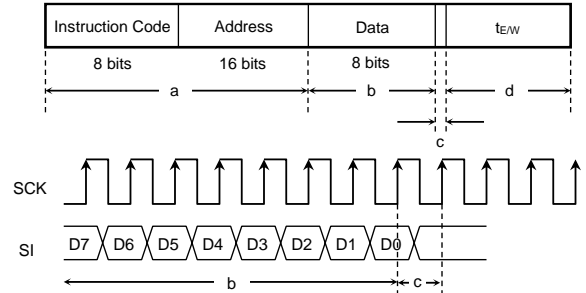 Instruction Code Address Data tE/W
8 bits 16 bits 8 bits
a b d
c
SCK
SI D7 D6 D5 D4 D3 D2 D1 D0
b c